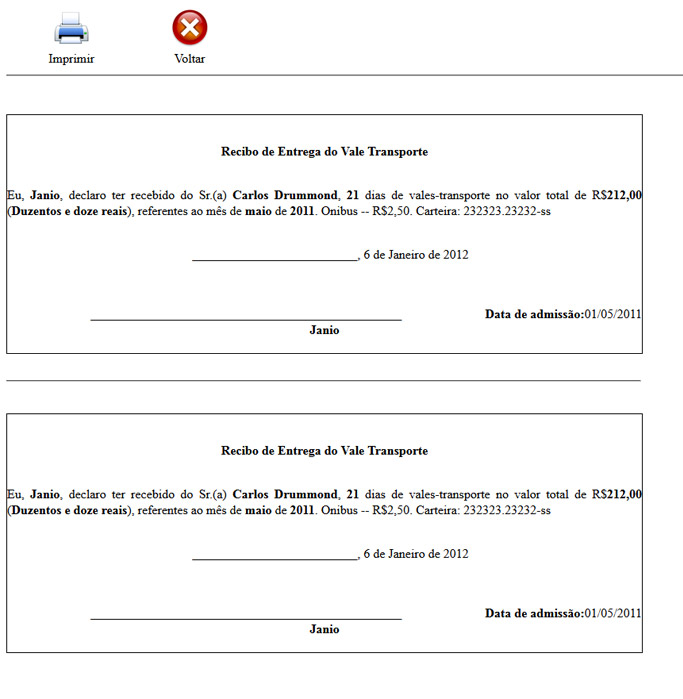 Imprimir Voltar
Recibo de Entrega do Vale Transporte
Eu, Janio, declaro ter recebido do Sr.(a) Carlos Drummond, 21 dias de vales-transporte no valor total de R$212,00
(Duzentos e doze reais), referentes ao mês de maio de 2011. Onibus -- R$2,50. Carteira: 232323.23232-ss
___________________________, 6 de Janeiro de 2012
___________________________________________________ Data de admissão:01/05/2011
Janio
Recibo de Entrega do Vale Transporte
Eu, Janio, declaro ter recebido do Sr.(a) Carlos Drummond, 21 dias de vales-transporte no valor total de R$212,00
(Duzentos e doze reais), referentes ao mês de maio de 2011. Onibus -- R$2,50. Carteira: 232323.23232-ss
___________________________, 6 de Janeiro de 2012
___________________________________________________ Data de admissão:01/05/2011
Janio